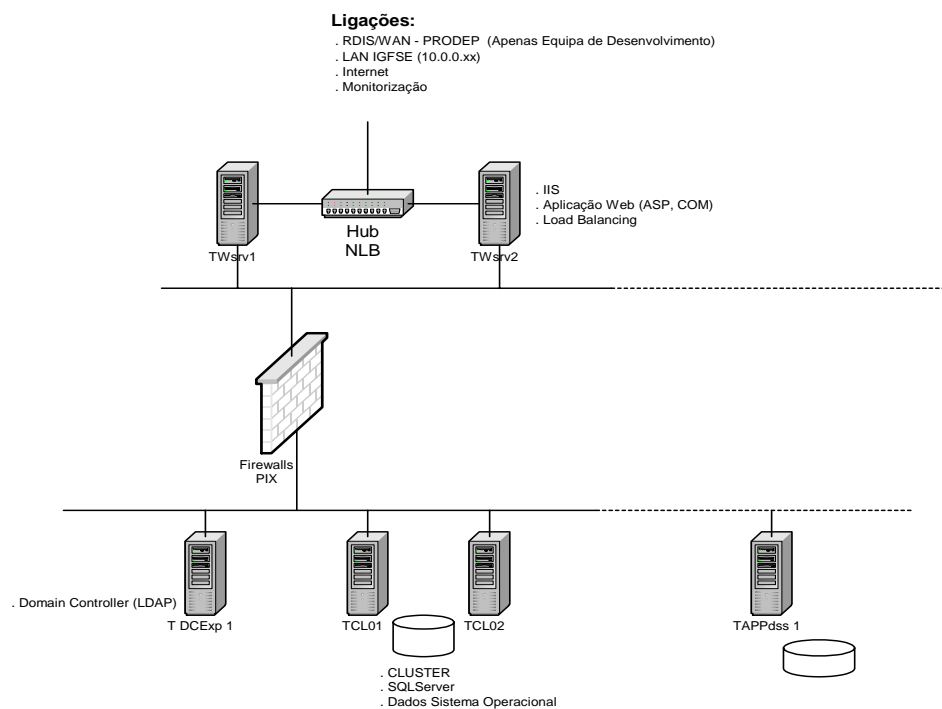 Ligações:
. RDIS/WAN - PRODEP (Apenas Equipa de Desenvolvimento)
. LAN IGFSE (10.0.0.xx)
. Internet
. Monitorização
. IIS
. Aplicação Web (ASP, COM)
. Load Balancing
Hub
NLB
TWsrv1
TWsrv2
Firewalls
PIX
. Domain Controller (LDAP)
T DCExp 1
TCL01
TCL02
TAPPdss 1
. CLUSTER
. SQLServer
. Dados Sistema Operacional